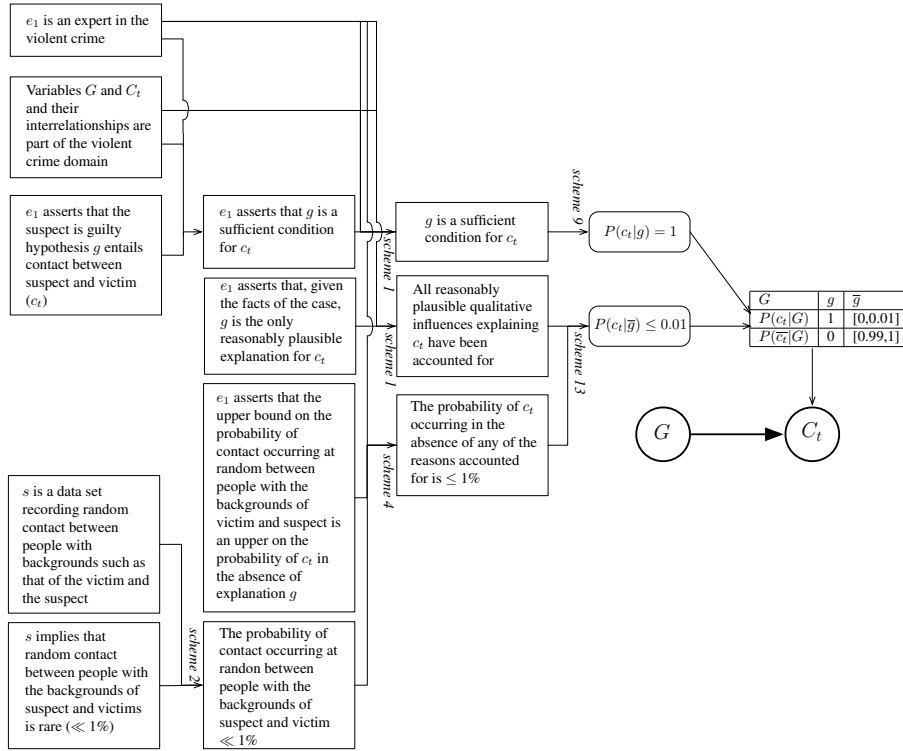 e₁ is an expert in the
violent crime
Variables G and Cₜ
and their
interrelationships are
part of the violent
crime domain
e₁ asserts that the
suspect is guilty
hypothesis g entails
contact between
suspect and victim
(cₜ)
s is a data set
recording random
contact between
people with
backgrounds such as
that of the victim and
the suspect
s implies that
random contact
between people with
the backgrounds of
suspect and victims
is rare (≪ 1%)
scheme 2
e₁ asserts that g is a
sufficient condition
for cₜ
e₁ asserts that, given
the facts of the case,
g is the only
reasonably plausible
explanation for cₜ
e₁ asserts that the
upper bound on the
probability of
contact occurring at
random between
people with the
backgrounds of
victim and suspect is
an upper on the
probability of cₜ in
the absence of
explanation g
The probability of
contact occurring at
randon between
people with the
backgrounds of
suspect and victim
≪ 1%
scheme 1
scheme 1
scheme 4
g is a sufficient
condition for cₜ
All reasonably
plausible qualitative
influences explaining
cₜ have been
accounted for
The probability of cₜ
occurring in the
absence of any of the
reasons accounted
for is ≤ 1%
scheme 9
scheme 13
P(cₜ|g) = 1
P(cₜ|g̅) ≤ 0.01
G g g̅
P(cₜ|G) 1 [0,0.01]
P(c̅ₜ|G) 0 [0.99,1]
G
Cₜ